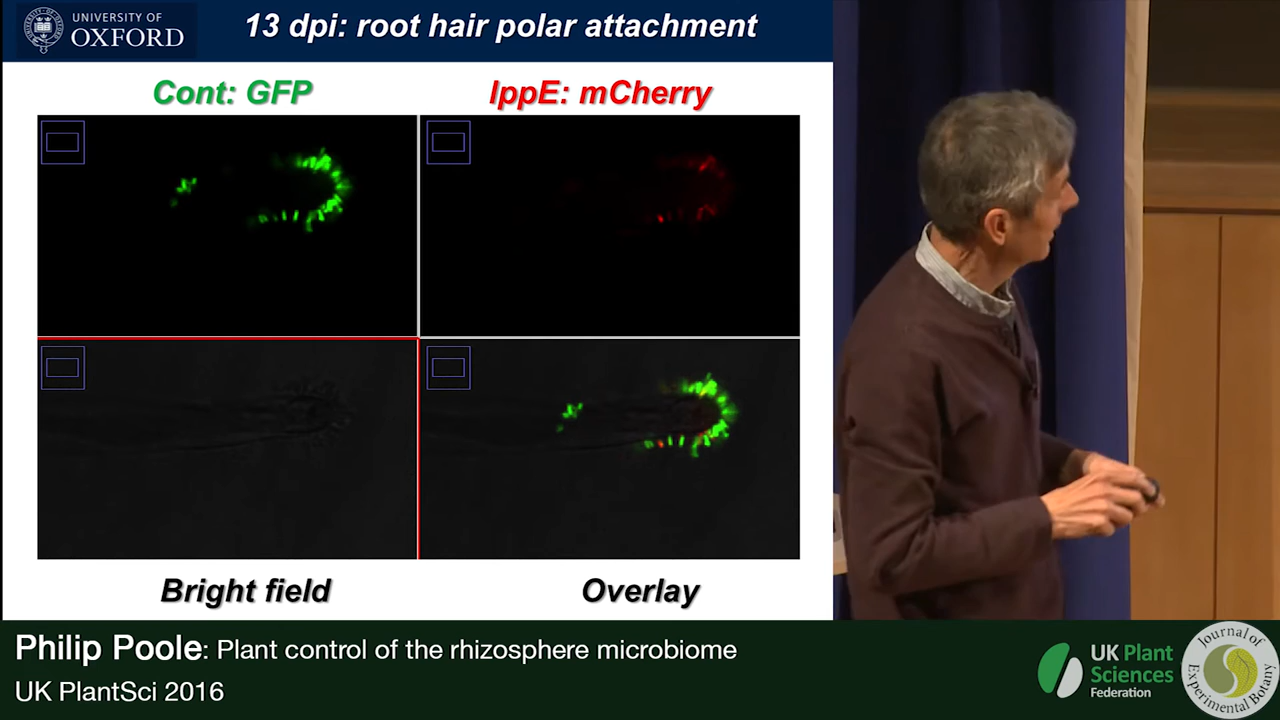 UNIVERSITY OF
OXFORD
13 dpi: root hair polar attachment
Cont: GFP
lppE: mCherry
Bright field
Overlay
Philip Poole: Plant control of the rhizosphere microbiome
UK PlantSci 2016
UK Plant
Sciences
Federation
Journal of
Experimental Botany